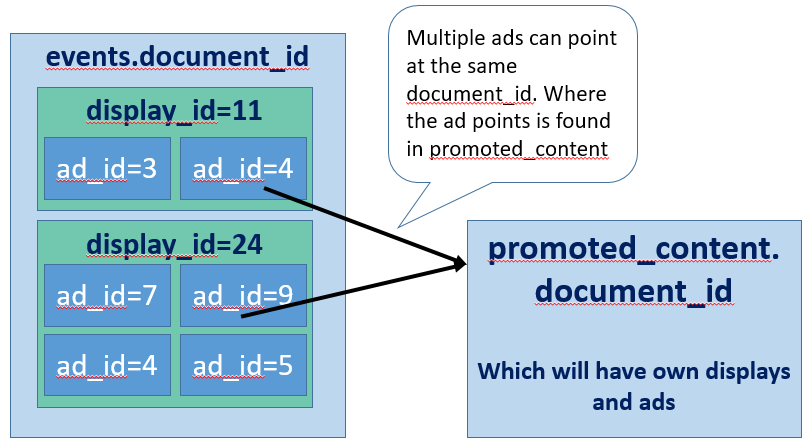 events.document_id
display_id=11
ad_id=3
ad_id=4
display_id=24
ad_id=7
ad_id=9
ad_id=4
ad_id=5
Multiple ads can point
at the same
document_id. Where
the ad points is found
in promoted_content
promoted_content.
document_id
Which will have own displays
and ads